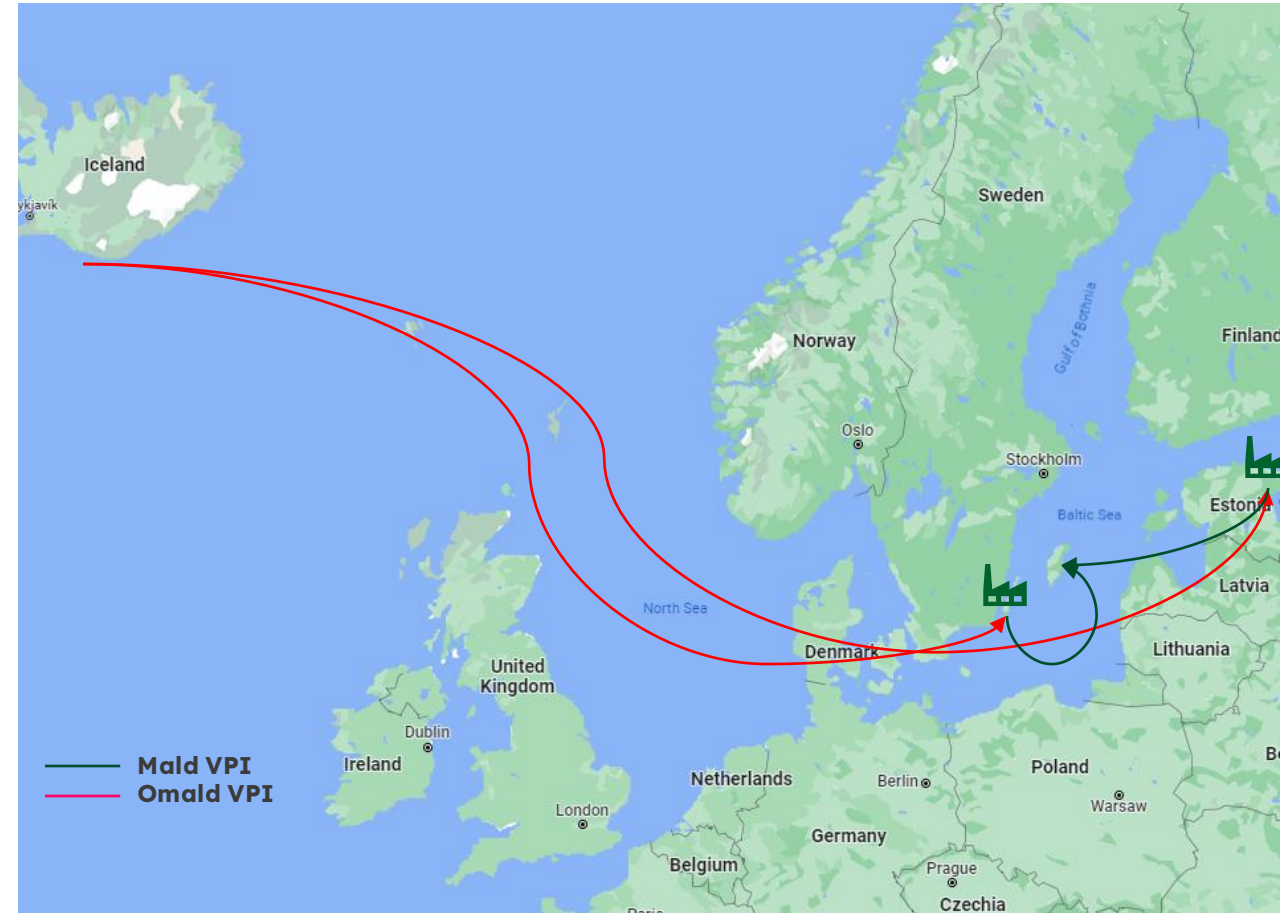 Iceland
ykjavík
Sweden
Gulf of Bothnia
Norway
Finland
Oslo
Stockholm
Baltic Sea
Estonia
Latvia
North Sea
Denmark
Lithuania
United
Kingdom
Dublin
Ireland
Mald VPI
Omald VPI
Netherlands
Berlin
Poland
Warsaw
London
Germany
Belgium
Prague
Czechia